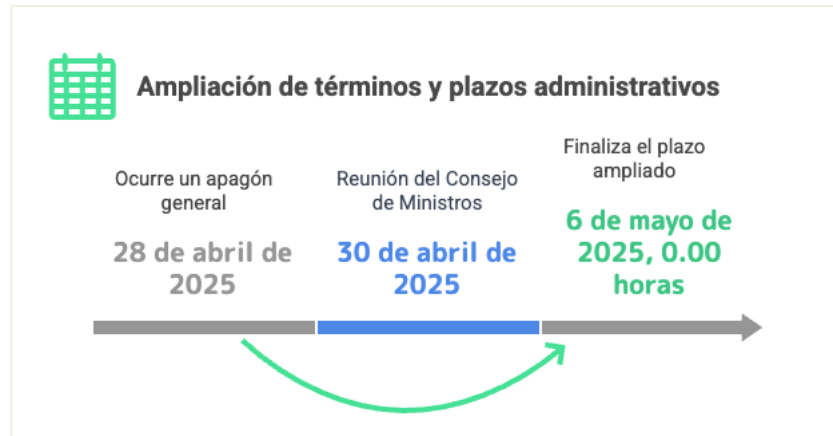 Ampliación de términos y plazos administrativos
Ocurre un apagón
general
28 de abril de
2025
Reunión del Consejo
de Ministros
30 de abril de
2025
Finaliza el plazo
ampliado
6 de mayo de
2025, 0.00
horas